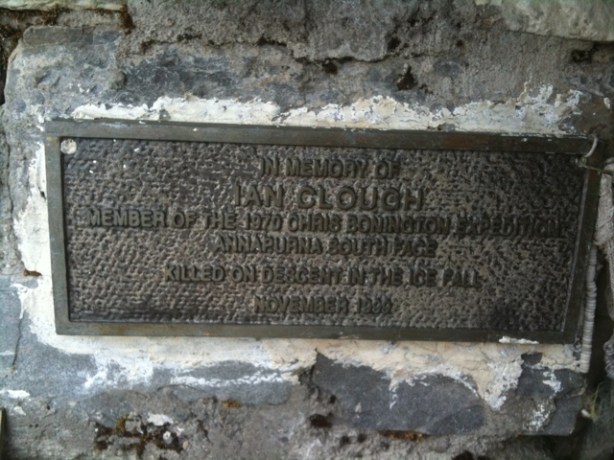 IN MEMORY OF
IAN CLOUGH
MEMBER OF THE 1970 CHRIS BONINGTON EXPEDITION
ANNAPURNA SOUTH FACE
KILLED ON DESCENT IN THE ICE FALL
NOVEMBER